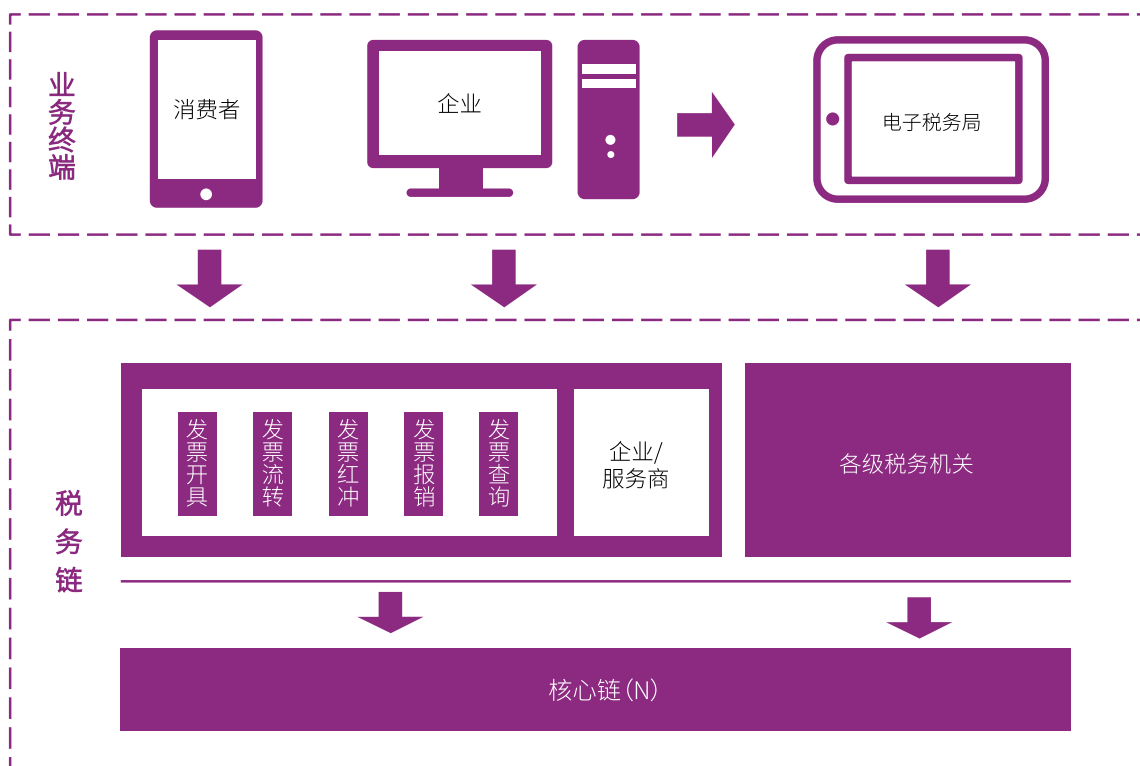 业务终端
消费者
企业
电子税务局
税务链
发票开具
发票流转
发票红冲
发票报销
发票查询
企业/
服务商
各级税务机关
核心链(N)